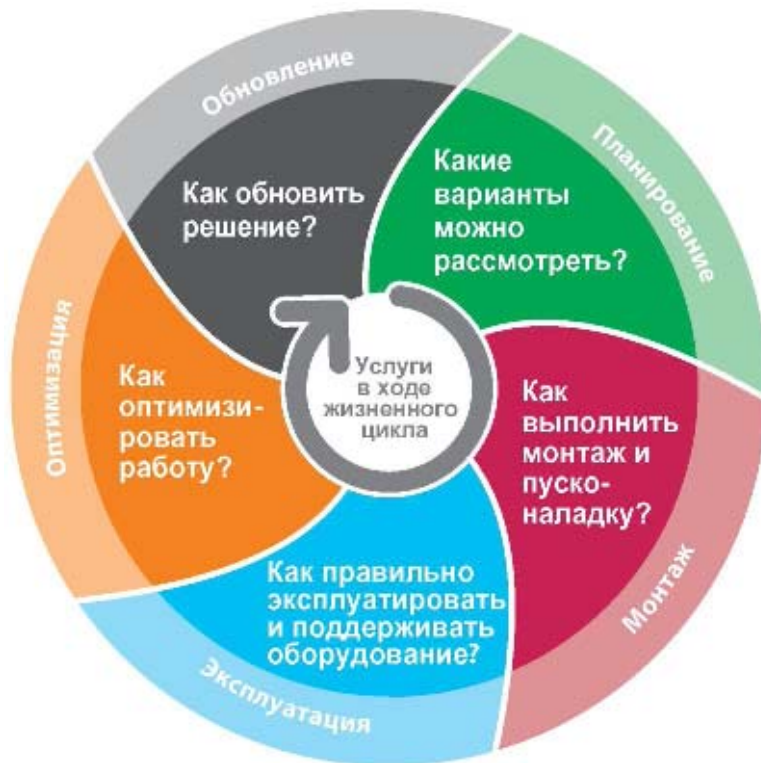 Обновление
Как обновить
решение?
Планирование
Какие
варианты
можно
рассмотреть?
Монтаж
Как
выполнить
монтаж и
пуско-
наладку?
Эксплуатация
Как правильно
эксплуатировать
и поддерживать
оборудование?
Оптимизация
Как
оптимизи-
ровать
работу?
Услуги
в ходе
жизненного
цикла